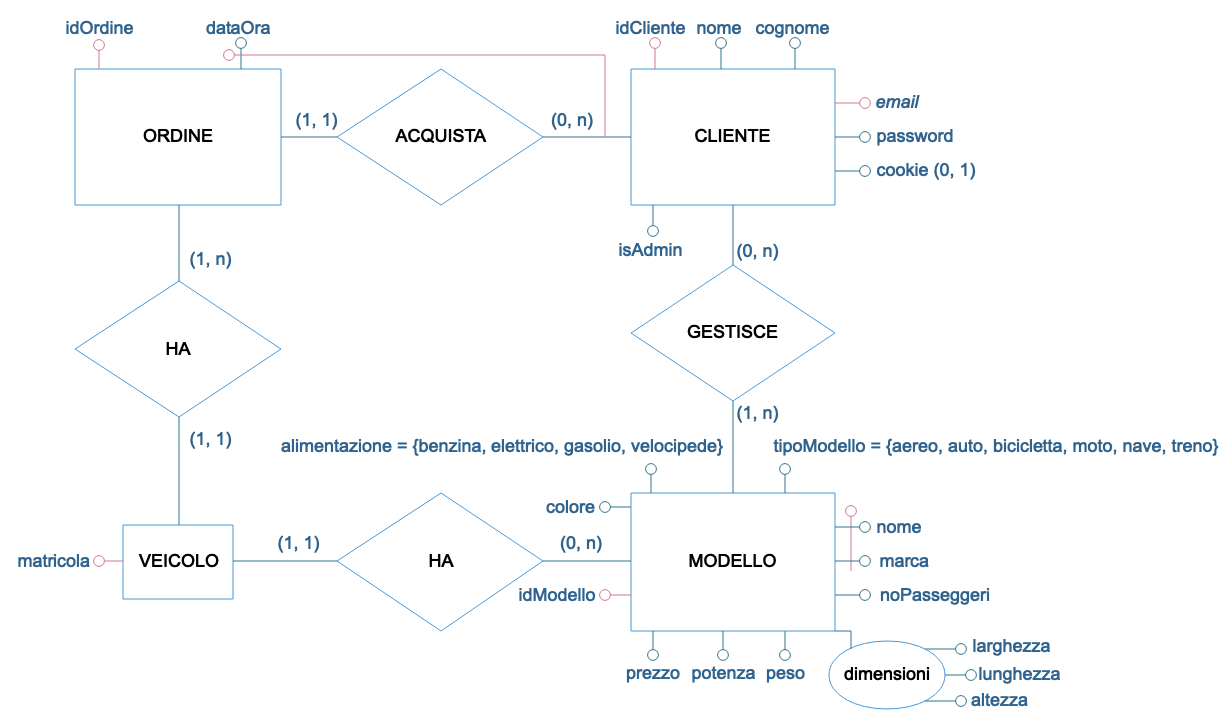 idOrdine
dataOra
idCliente
nome
cognome
ORDINE
(1, 1)
ACQUISTA
(0, n)
CLIENTE
email
password
cookie (0, 1)
isAdmin
(1, n)
(0, n)
HA
GESTISCE
(1, 1)
(1, n)
alimentazione = {benzina, elettrico, gasolio, velocipede}
tipoModello = {aereo, auto, bicicletta, moto, nave, treno}
colore
nome
matricola
VEICOLO
(1, 1)
HA
(0, n)
MODELLO
marca
idModello
noPasseggeri
prezzo
potenza
peso
dimensioni
larghezza
lunghezza
altezza